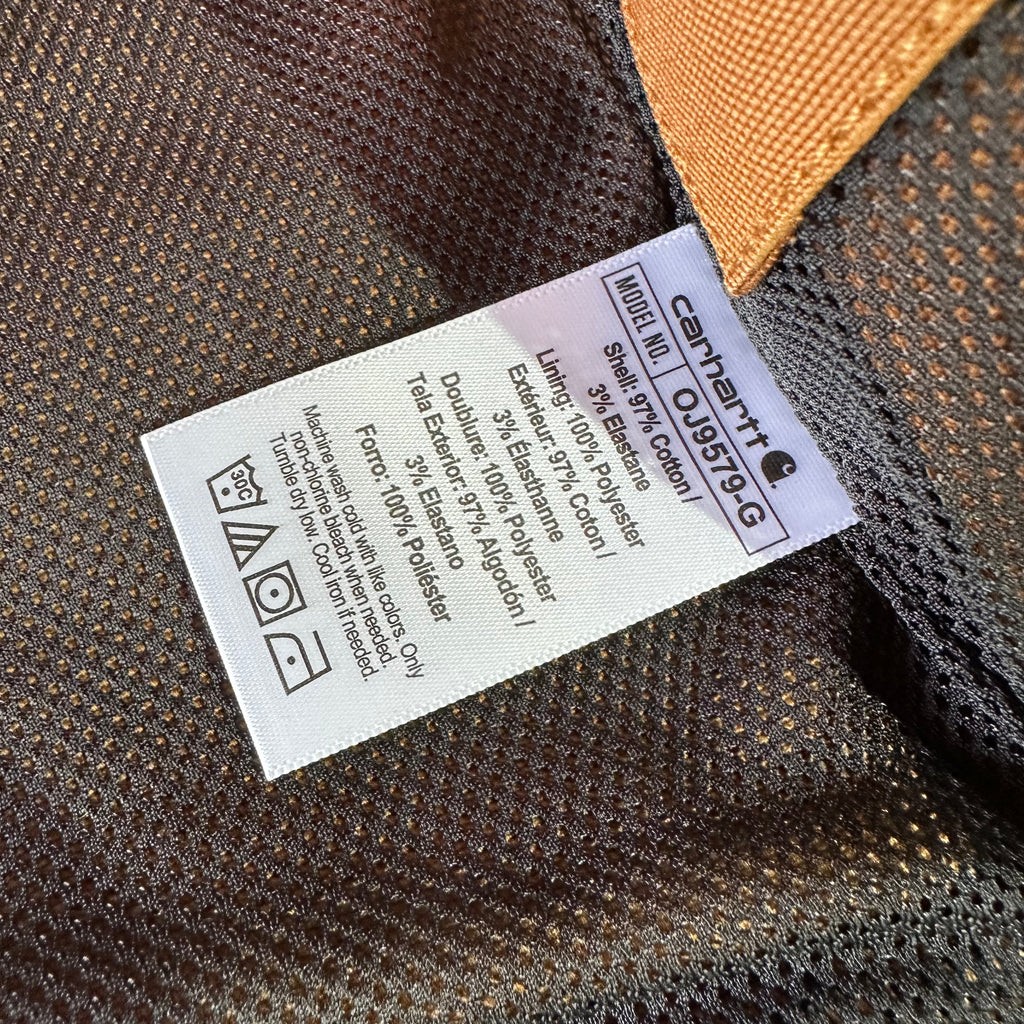 carhartt
MODEL NO. OJ9579-G
Shell: 97% Cotton /
3% Elastane
Lining: 100% Polyester
Extérieur: 97% Coton /
3% Élasthanne
Doublure: 100% Polyester
Tela Exterior: 97% Algodón /
3% Elastano
Forro: 100% Poliéster
Machine wash cold with like colors. Only
non-chlorine bleach when needed.
Tumble dry low. Cool iron if needed.
30C